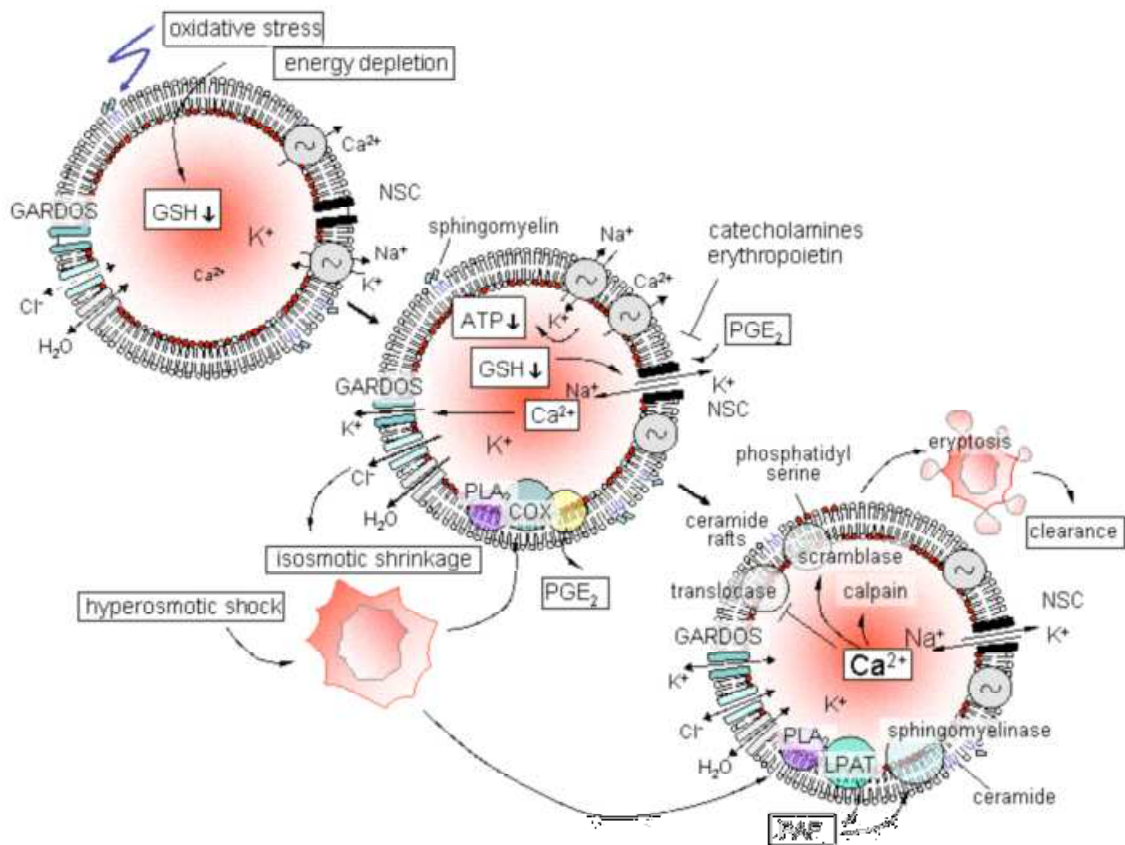 oxidative stress
energy depletion
Ca²⁺
NSC
GARDOS
GSH ↓
K⁺
Ca²⁺
Na⁺
K⁺
Cl⁻
H₂O
sphingomyelin
Na⁺
Ca²⁺
catecholamines
erythropoietin
ATP ↓
K⁺
PGE₂
GSH ↓
GARDOS
Na⁺
K⁺
NSC
Ca²⁺
K⁺
K⁺
Cl⁻
PLA₂
COX
H₂O
isosmotic shrinkage
PGE₂
hyperosmotic shock
phosphatidyl
serine
eryptosis
clearance
ceramide
rafts
scramblase
translocase
calpain
NSC
GARDOS
Na⁺
K⁺
Ca²⁺
K⁺
K⁺
Cl⁻
PLA₂
LPAT
sphingomyelinase
H₂O
ceramide
PAF